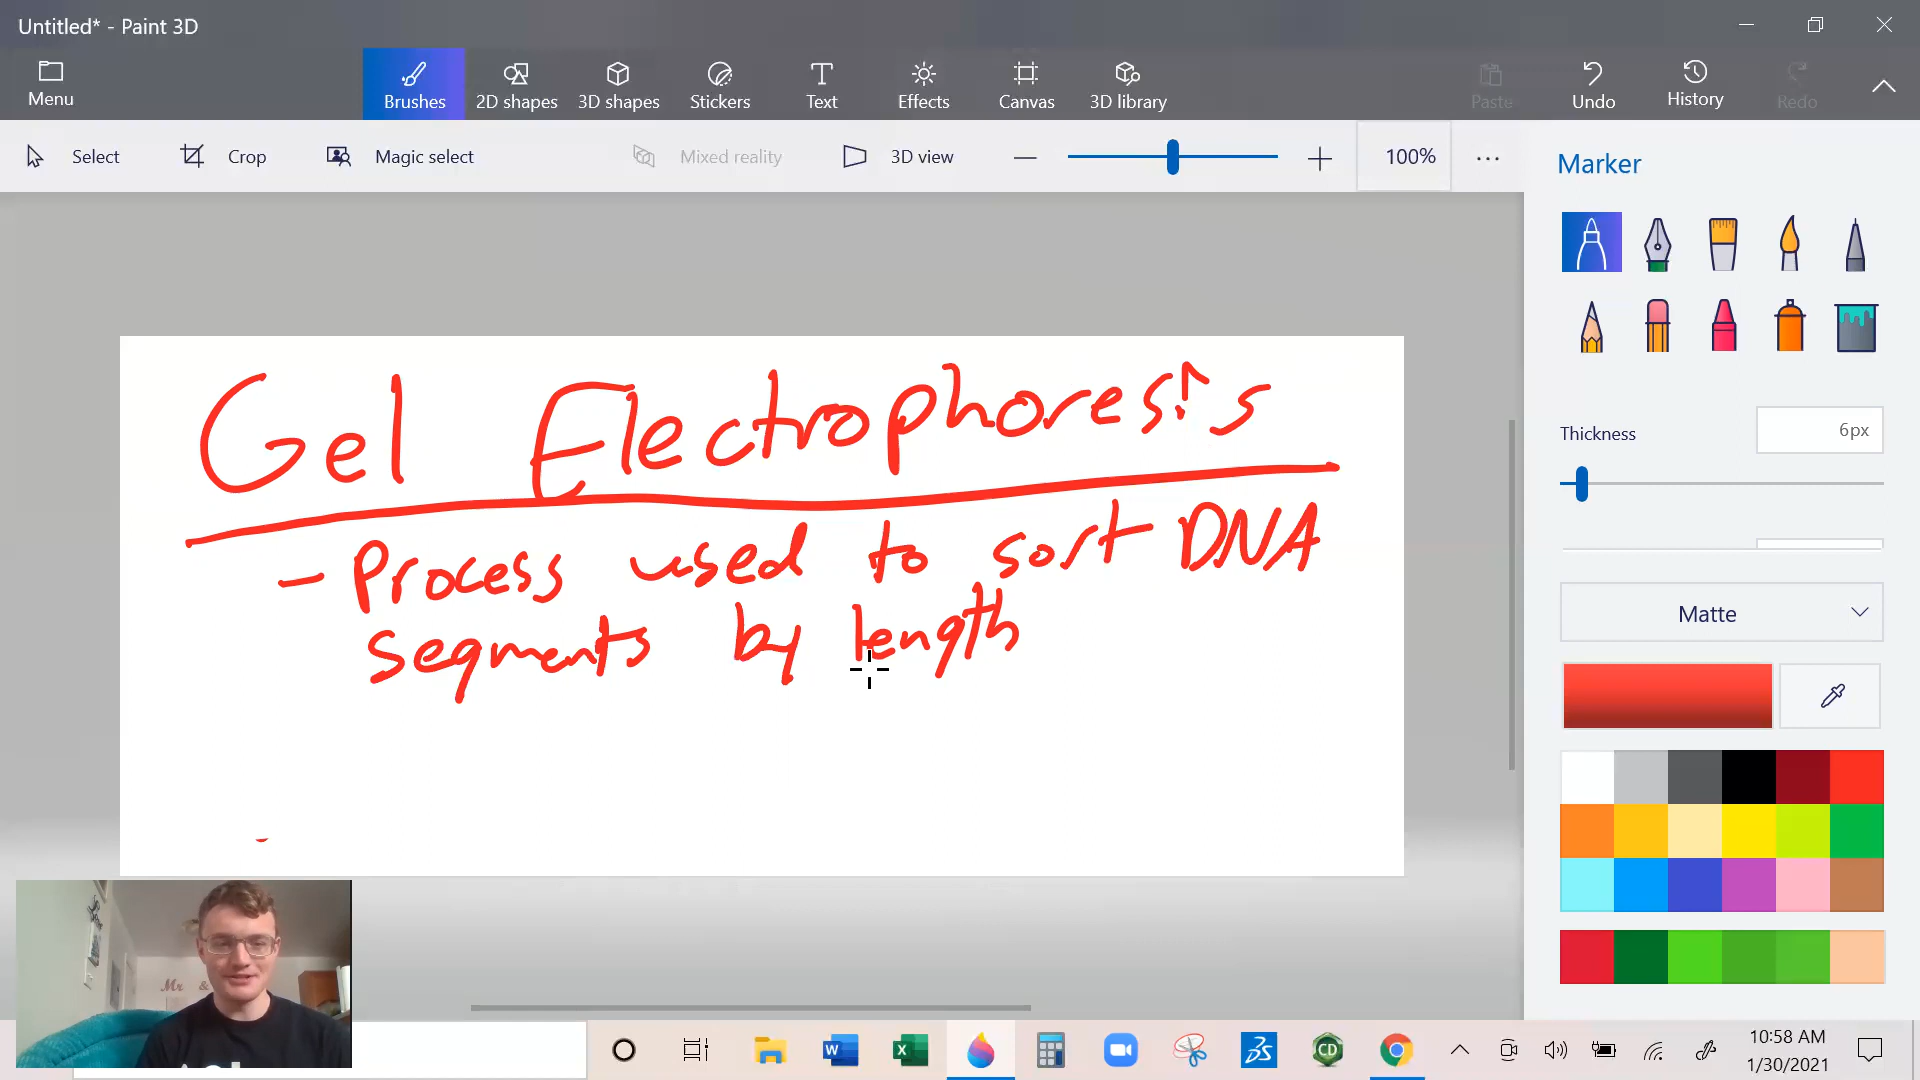 Untitled* - Paint 3D
Menu
Brushes
2D shapes
3D shapes
Stickers
Text
Effects
Canvas
3D library
Paste
Undo
History
Redo
Select
Crop
Magic select
Mixed reality
3D view
100%
Marker
Thickness
6px
Matte
Gel Electrophoresis
- Process used to sort DNA
segments by length
Mr &
10:58 AM
1/30/2021
W
X
CD